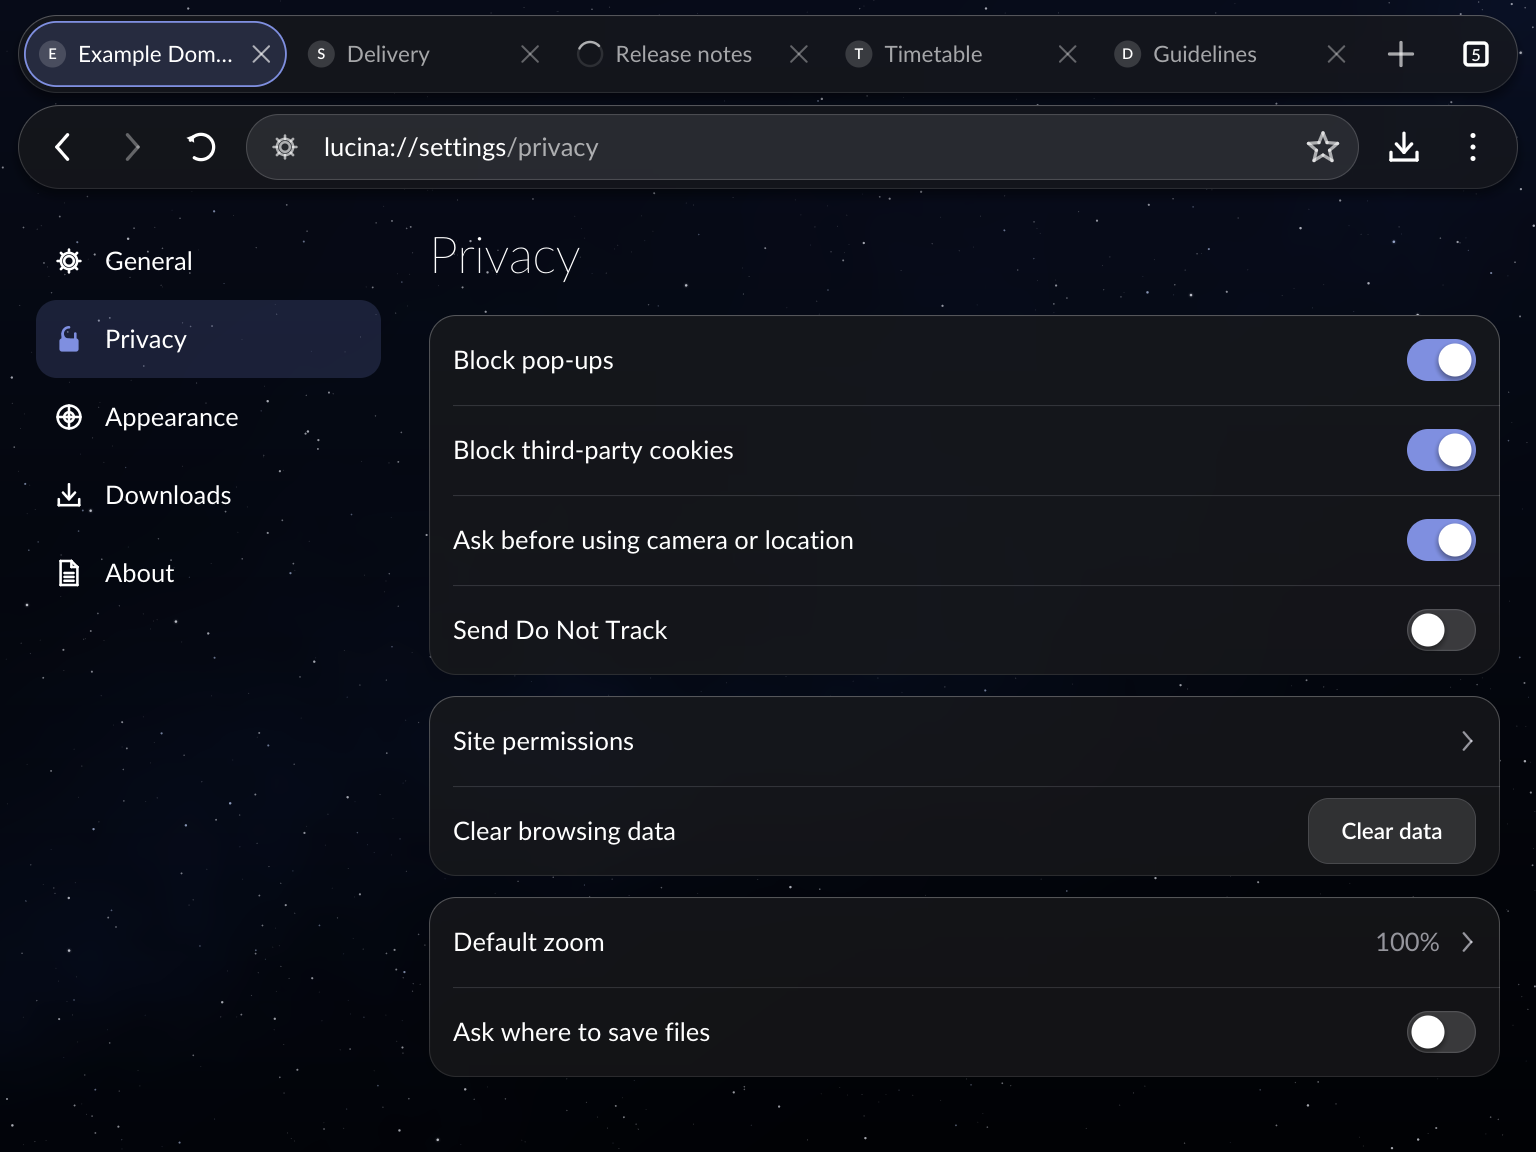 E Example Dom... S Delivery Release notes T Timetable D Guidelines 5
lucina://settings/privacy
General
Privacy
Appearance
Downloads
About
Privacy
Block pop-ups
Block third-party cookies
Ask before using camera or location
Send Do Not Track
Site permissions
Clear browsing data Clear data
Default zoom 100%
Ask where to save files